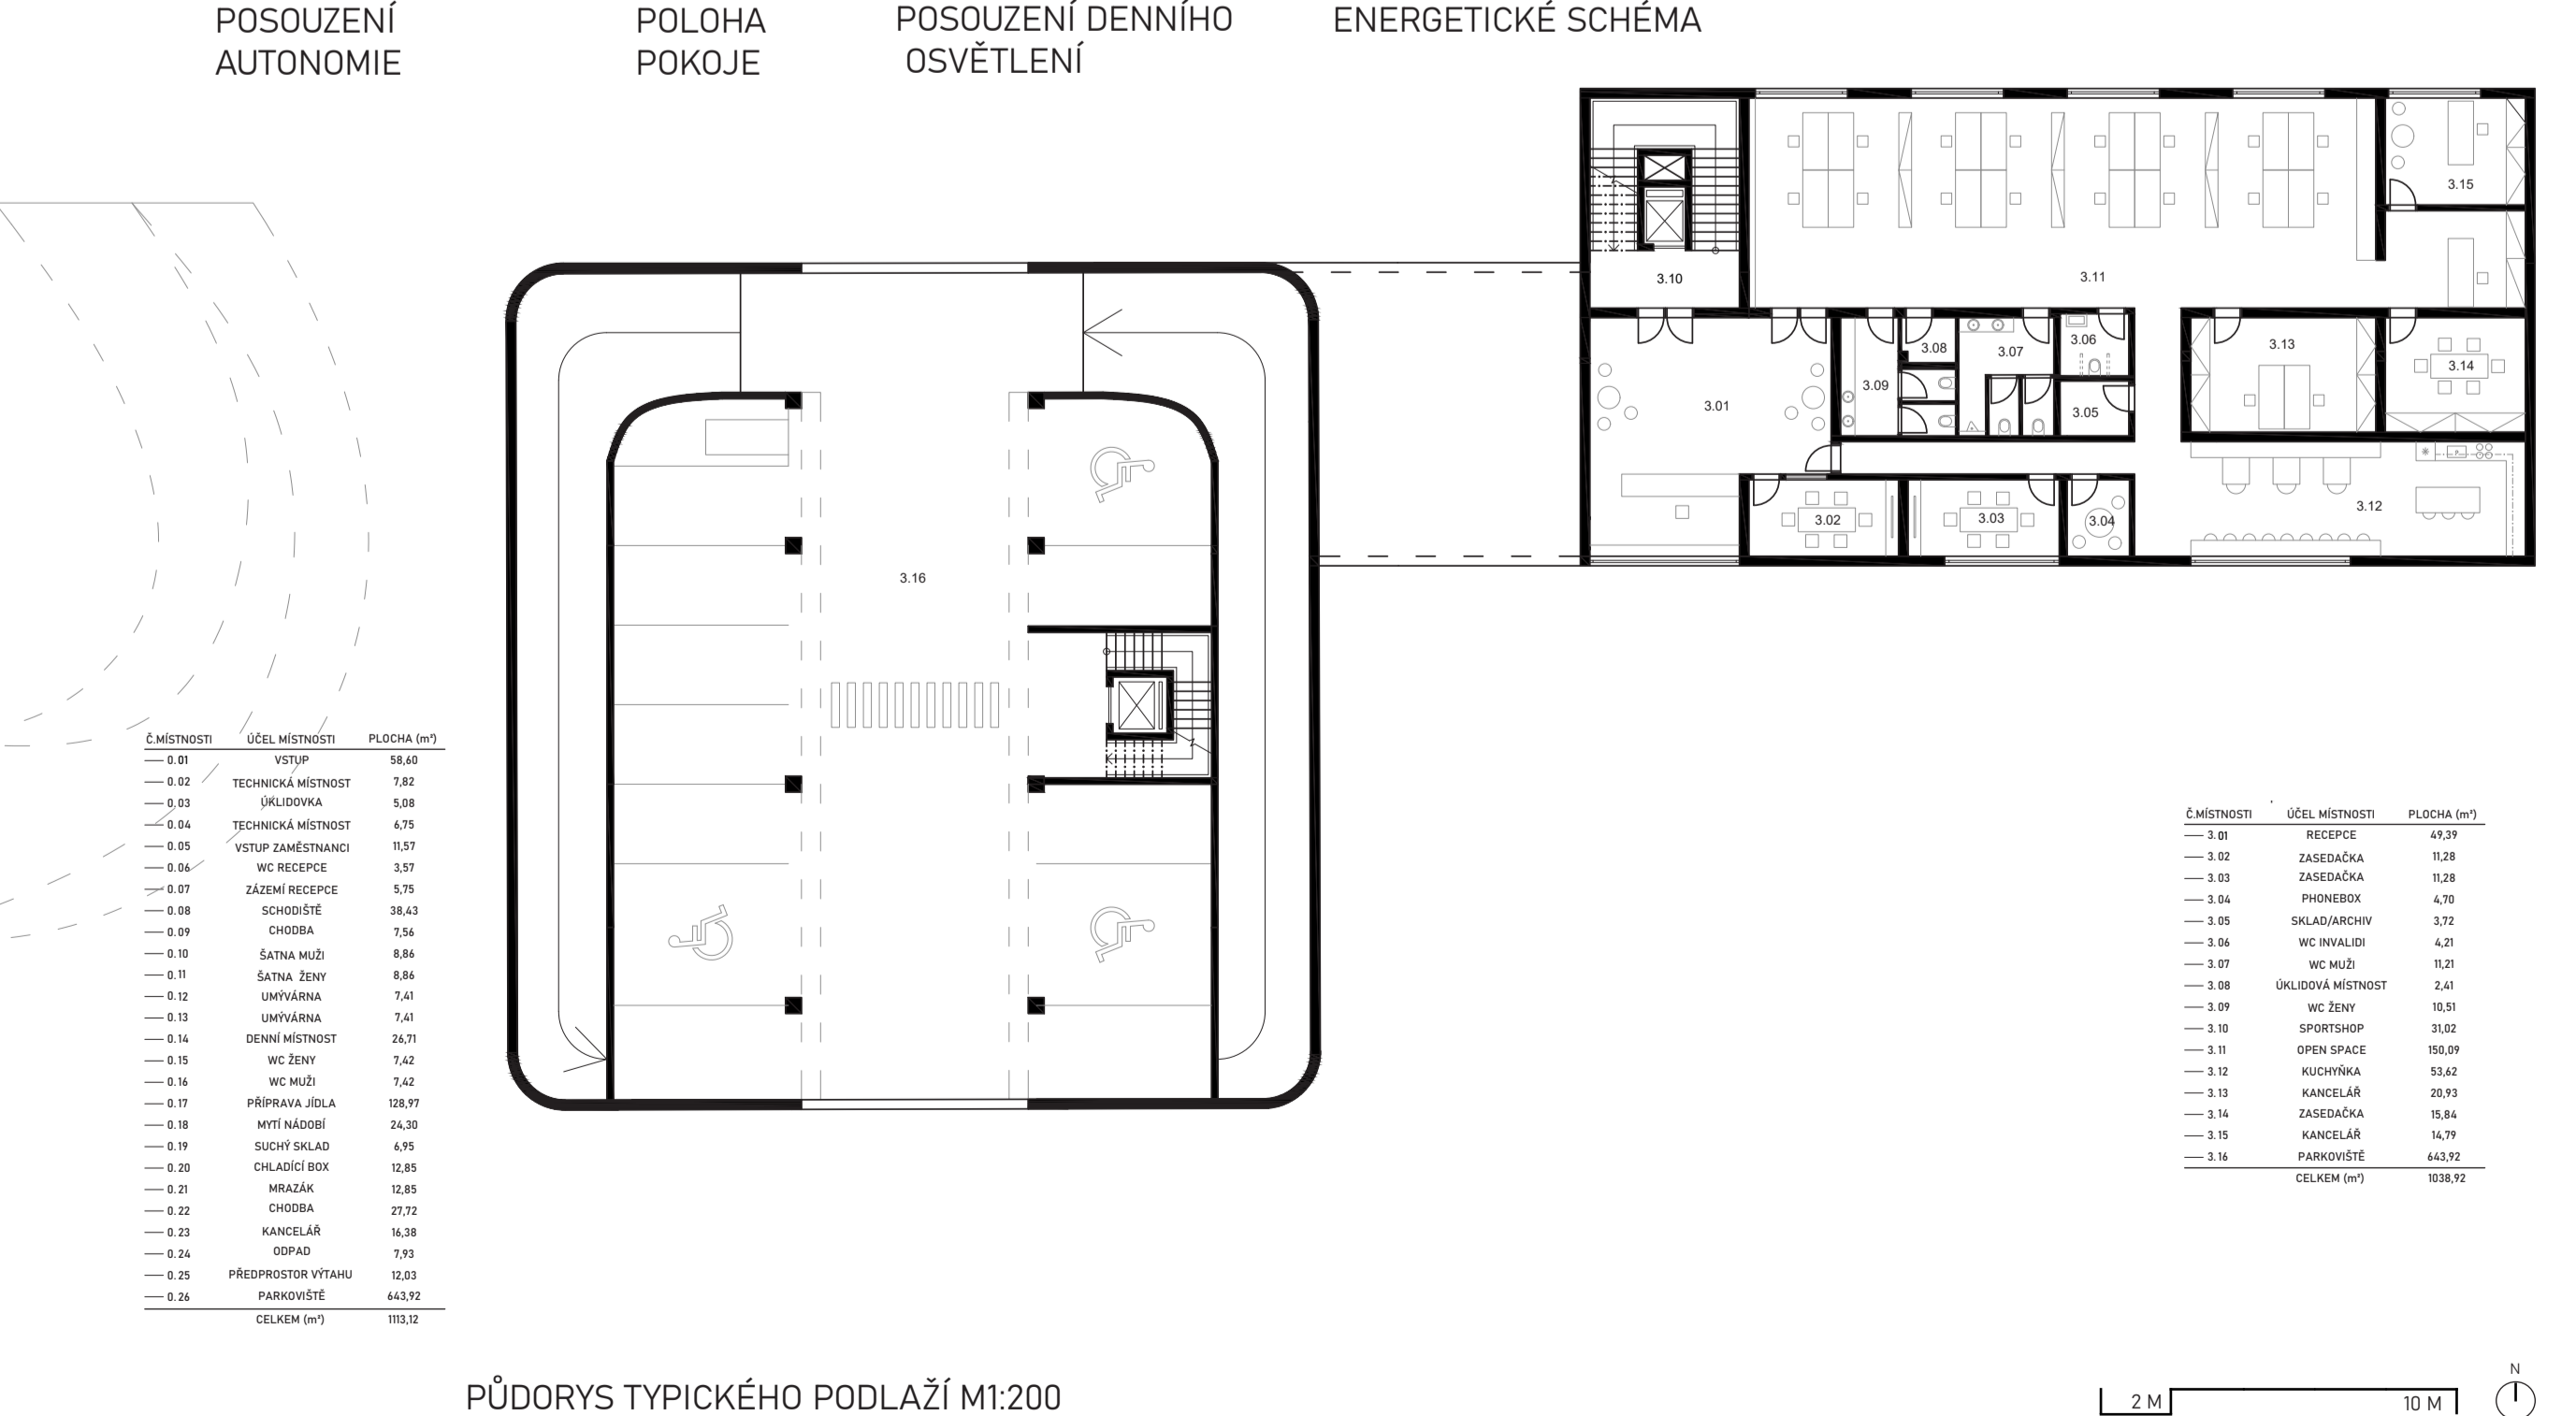 POSOUZENÍ
AUTONOMIE
POLOHA
POKOJE
POSOUZENÍ DENNÍHO
OSVĚTLENÍ
ENERGETICKÉ SCHÉMA
3.10
3.11
3.15
3.01
3.09
3.08
3.07
3.06
3.05
3.13
3.14
3.02
3.03
3.04
3.12
3.16
Č.MÍSTNOSTI ÚČEL MÍSTNOSTI PLOCHA (m²)
0.01 VSTUP 58,60
0.02 TECHNICKÁ MÍSTNOST 7,82
0.03 ÚKLIDOVKA 5,08
0.04 TECHNICKÁ MÍSTNOST 6,75
0.05 VSTUP ZAMĚSTNANCI 11,57
0.06 WC RECEPCE 3,57
0.07 ZÁZEMÍ RECEPCE 5,75
0.08 SCHODIŠTĚ 38,43
0.09 CHODBA 7,56
0.10 ŠATNA MUŽI 8,86
0.11 ŠATNA ŽENY 8,86
0.12 UMÝVÁRNA 7,41
0.13 UMÝVÁRNA 7,41
0.14 DENNÍ MÍSTNOST 26,71
0.15 WC ŽENY 7,42
0.16 WC MUŽI 7,42
0.17 PŘÍPRAVA JÍDLA 128,97
0.18 MYTÍ NÁDOBÍ 24,30
0.19 SUCHÝ SKLAD 6,95
0.20 CHLADÍCÍ BOX 12,85
0.21 MRAZÁK 12,85
0.22 CHODBA 27,72
0.23 KANCELÁŘ 16,38
0.24 ODPAD 7,93
0.25 PŘEDPROSTOR VÝTAHU 12,03
0.26 PARKOVIŠTĚ 643,92
CELKEM (m²) 1113,12
Č.MÍSTNOSTI ÚČEL MÍSTNOSTI PLOCHA (m²)
3.01 RECEPCE 49,39
3.02 ZASEDAČKA 11,28
3.03 ZASEDAČKA 11,28
3.04 PHONEBOX 4,70
3.05 SKLAD/ARCHIV 3,72
3.06 WC INVALIDI 4,21
3.07 WC MUŽI 11,21
3.08 ÚKLIDOVÁ MÍSTNOST 2,41
3.09 WC ŽENY 10,51
3.10 SPORTSHOP 31,02
3.11 OPEN SPACE 150,09
3.12 KUCHYŇKA 53,62
3.13 KANCELÁŘ 20,93
3.14 ZASEDAČKA 15,84
3.15 KANCELÁŘ 14,79
3.16 PARKOVIŠTĚ 643,92
CELKEM (m²) 1038,92
PŮDORYS TYPICKÉHO PODLAŽÍ M1:200
2 M
10 M
N